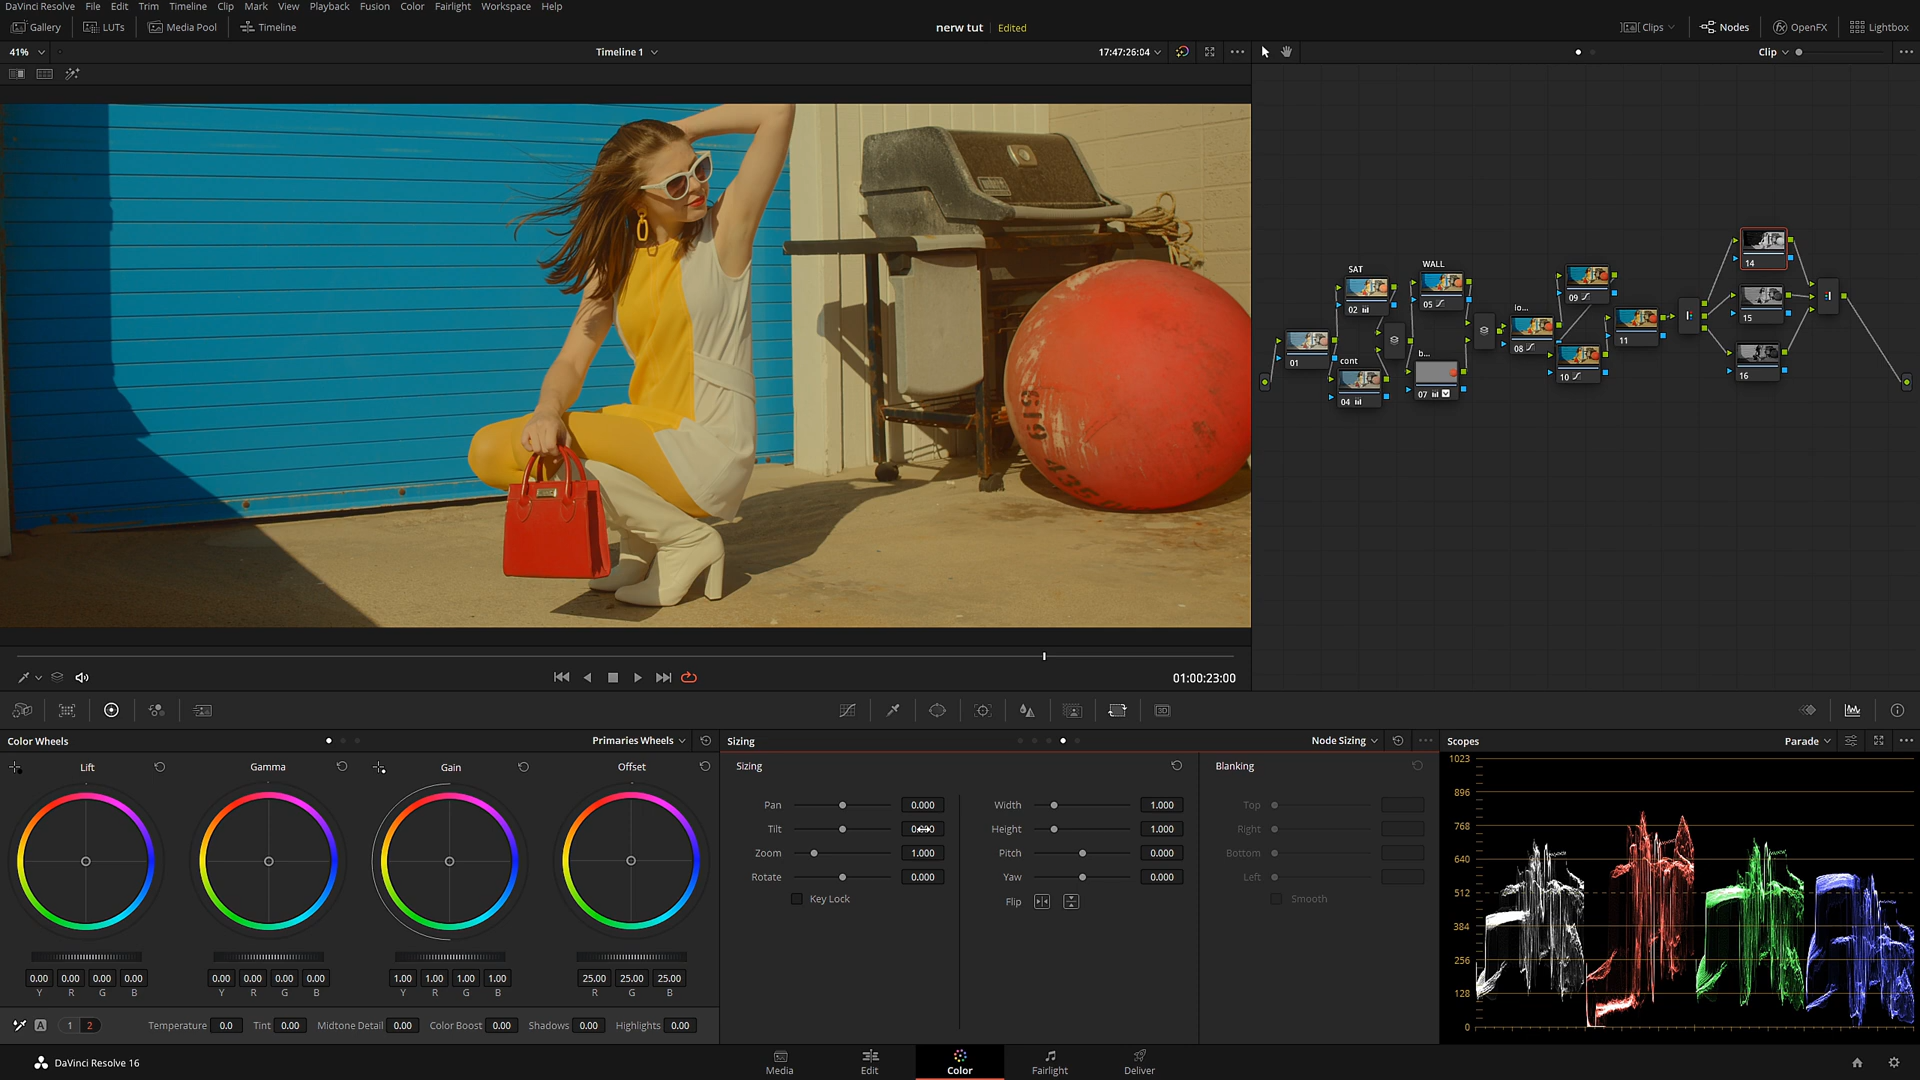 DaVinci Resolve File Edit Trim Timeline Clip Mark View Playback Fusion Color Fairlight Workspace Help
Gallery LUTs Media Pool Timeline nerw tut Edited Clips Nodes OpenFX Lightbox
41% Timeline 1 17:47:26:04 Clip
SAT WALL
14
02 05 lo... 09 15
01 08 11
cont b... 10 16
04 07
619
01:00:23:00
Color Wheels Primaries Wheels Sizing Node Sizing Scopes Parade
Lift Gamma Gain Offset Sizing Blanking
Pan 0.000 Width 1.000 Top
Tilt Height 1.000 Right
Zoom 1.000 Pitch 0.000 Bottom
Rotate 0.000 Yaw 0.000 Left
Key Lock Flip Smooth
1023
896
768
640
512
384
256
128
0
0.00 0.00 0.00 0.00 0.00 0.00 0.00 0.00 1.00 1.00 1.00 1.00 25.00 25.00 25.00
Y R G B Y R G B Y R G B R G B
A 1 2 Temperature 0.0 Tint 0.00 Midtone Detail 0.00 Color Boost 0.00 Shadows 0.00 Highlights 0.00
DaVinci Resolve 16 Media Edit Color Fairlight Deliver